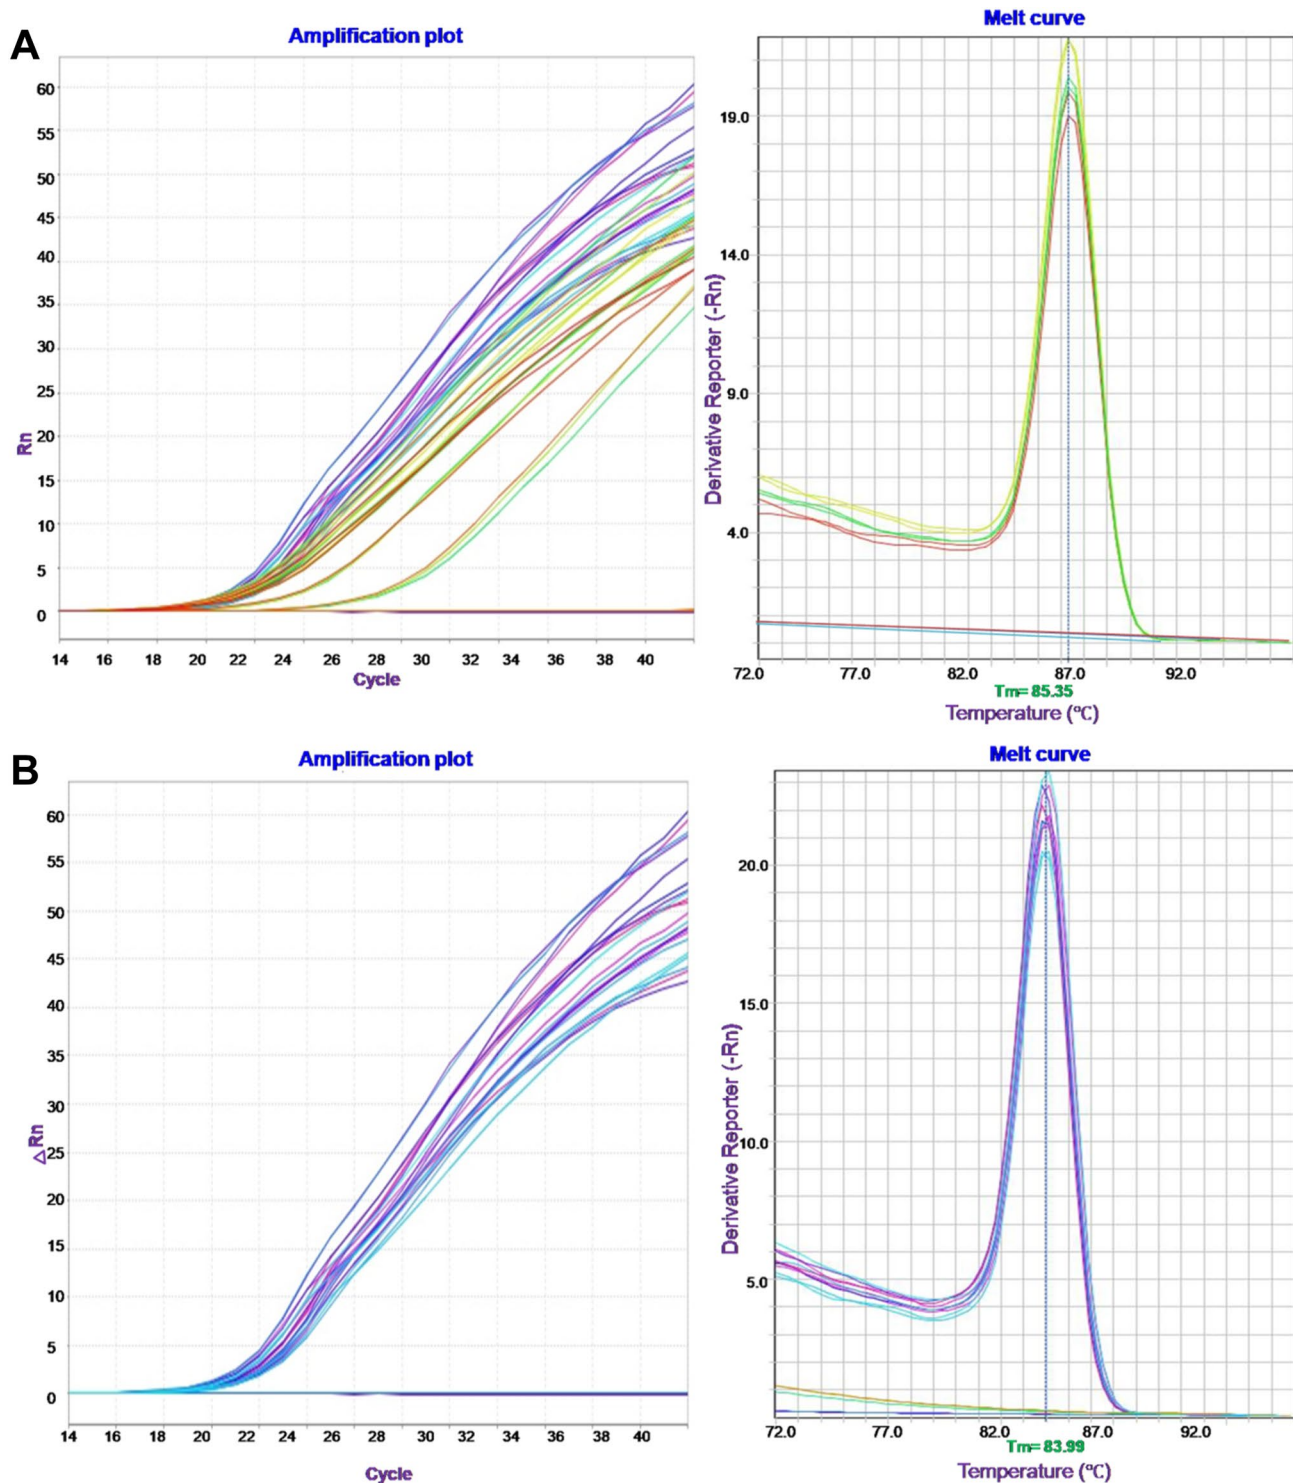 A
Amplification plot
60
55
50
45
40
35
30
25
20
15
10
5
0
Rn
14 16 18 20 22 24 26 28 30 32 34 36 38 40
Cycle
Melt curve
19.0
14.0
9.0
4.0
Derivative Reporter (-Rn)
72.0 77.0 82.0 87.0 92.0
Tm= 85.35
Temperature (°C)
B
Amplification plot
60
55
50
45
40
35
30
25
20
15
10
5
0
△ Rn
14 16 18 20 22 24 26 28 30 32 34 36 38 40
Cycle
Melt curve
20.0
15.0
10.0
5.0
Derivative Reporter (-Rn)
72.0 77.0 82.0 87.0 92.0
Tm= 83.99
Temperature (°C)